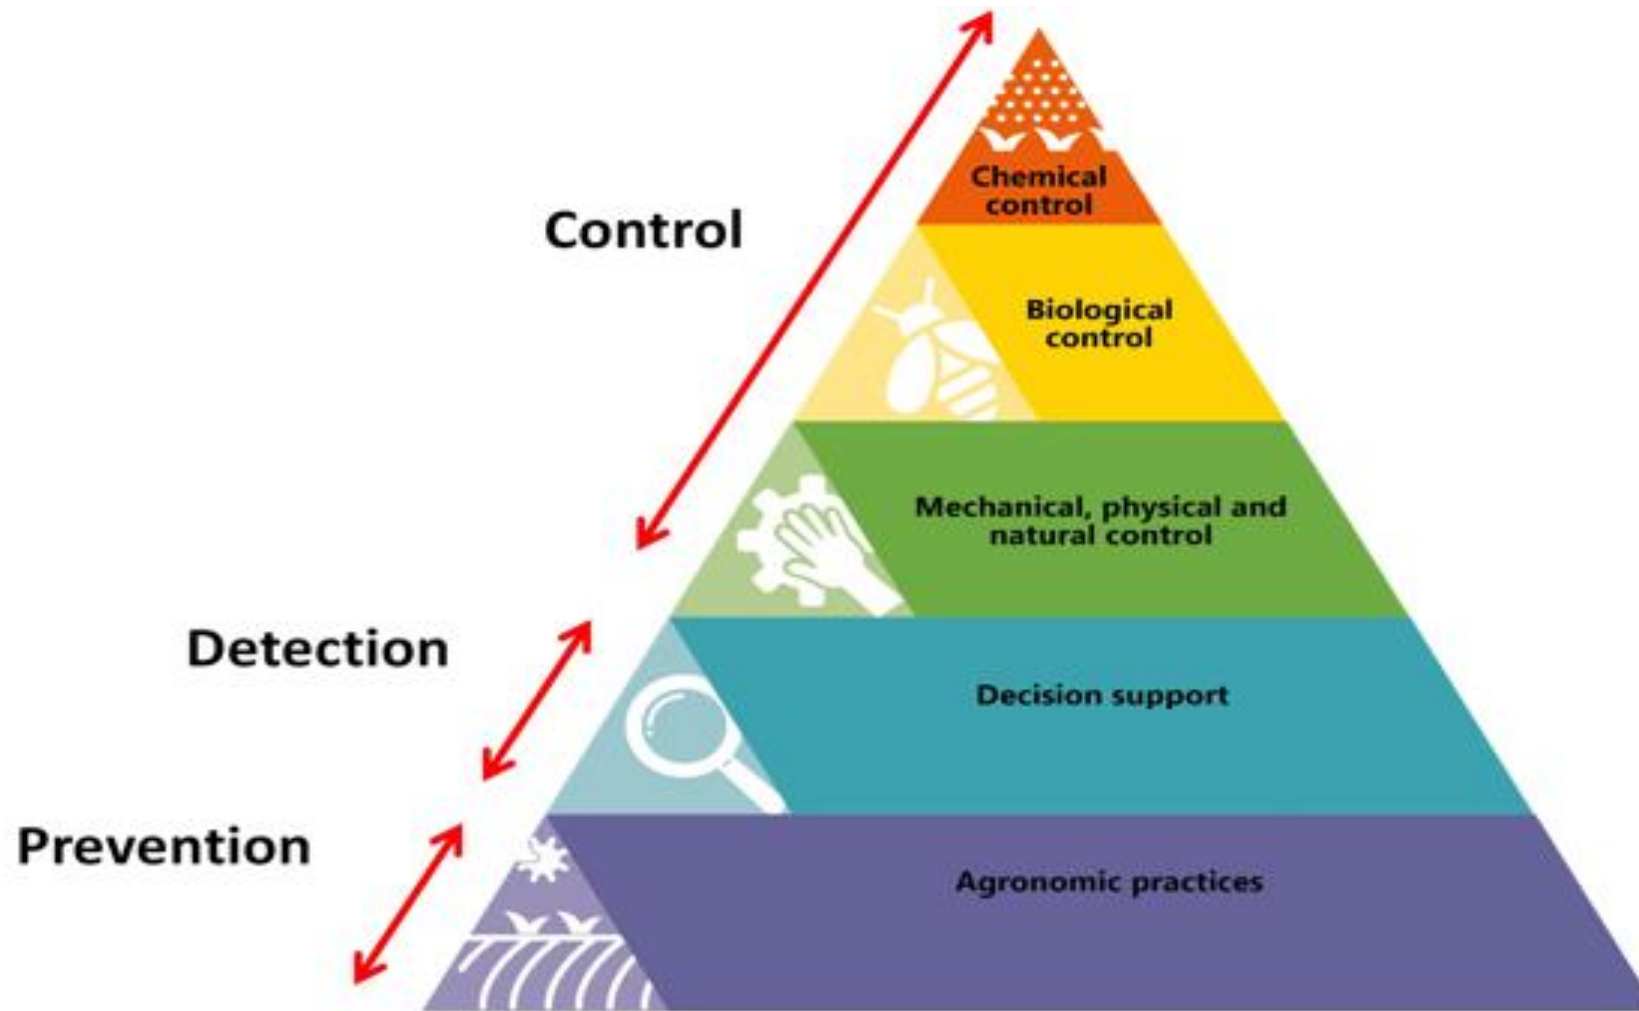 Control
Chemical
control
Biological
control
Mechanical, physical and
natural control
Detection
Decision support
Prevention
Agronomic practices